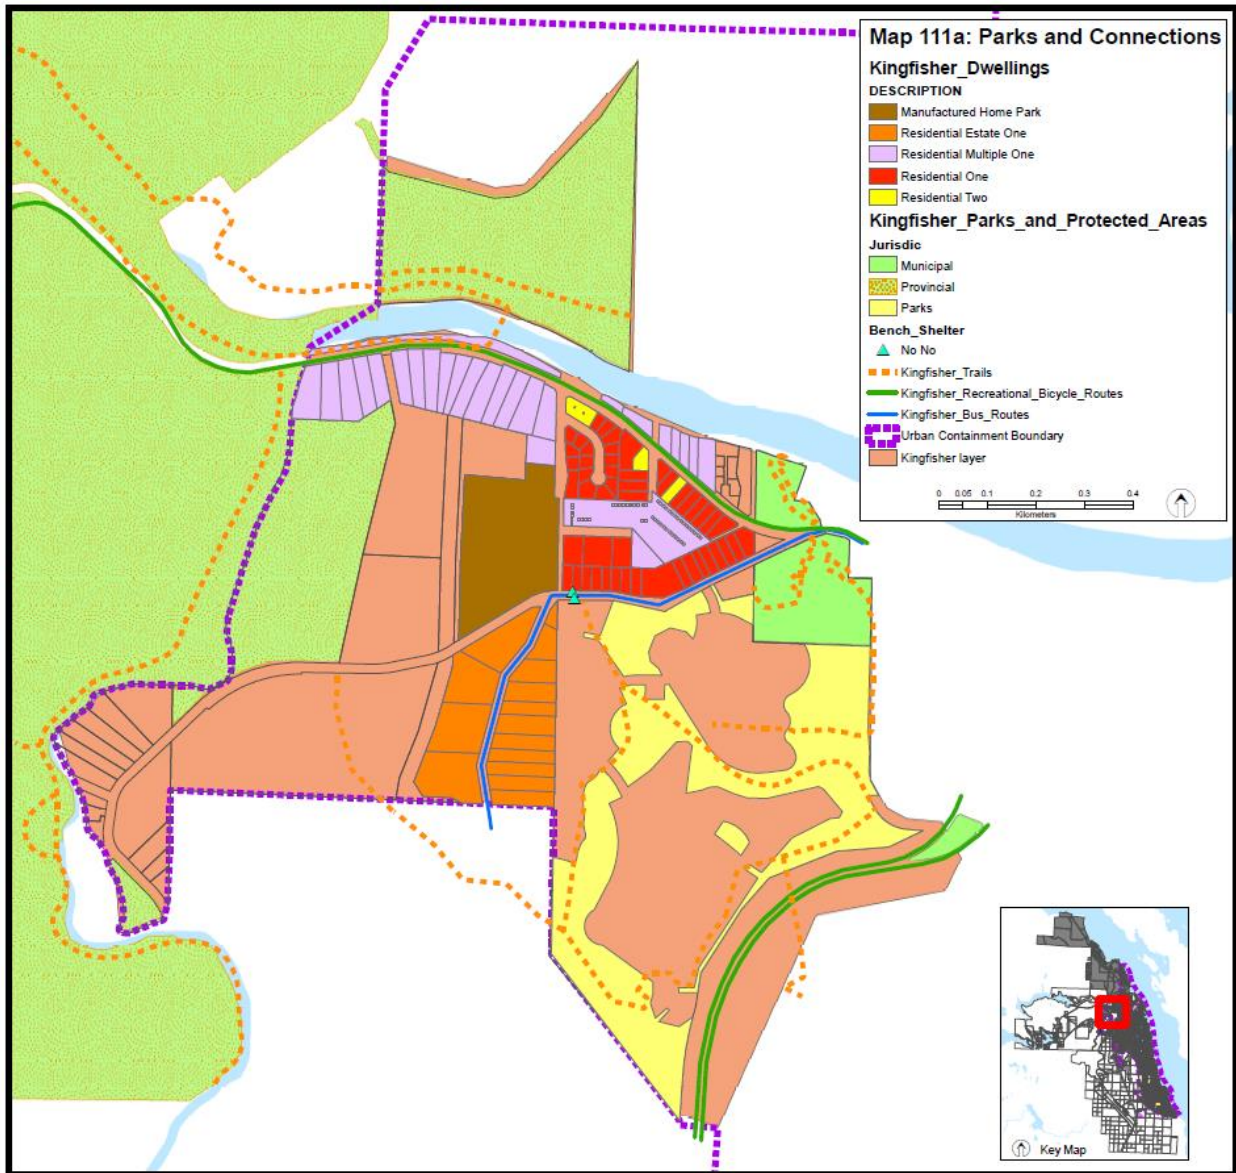 Map 111a: Parks and Connections
Kingfisher_Dwellings
DESCRIPTION
Manufactured Home Park
Residential Estate One
Residential Multiple One
Residential One
Residential Two
Kingfisher_Parks_and_Protected_Areas
Jurisdic
Municipal
Provincial
Parks
Bench_Shelter
No No
Kingfisher_Trails
Kingfisher_Recreational_Bicycle_Routes
Kingfisher_Bus_Routes
Urban Containment Boundary
Kingfisher layer
0 0.05 0.1 0.2 0.3 0.4
Kilometers
Key Map